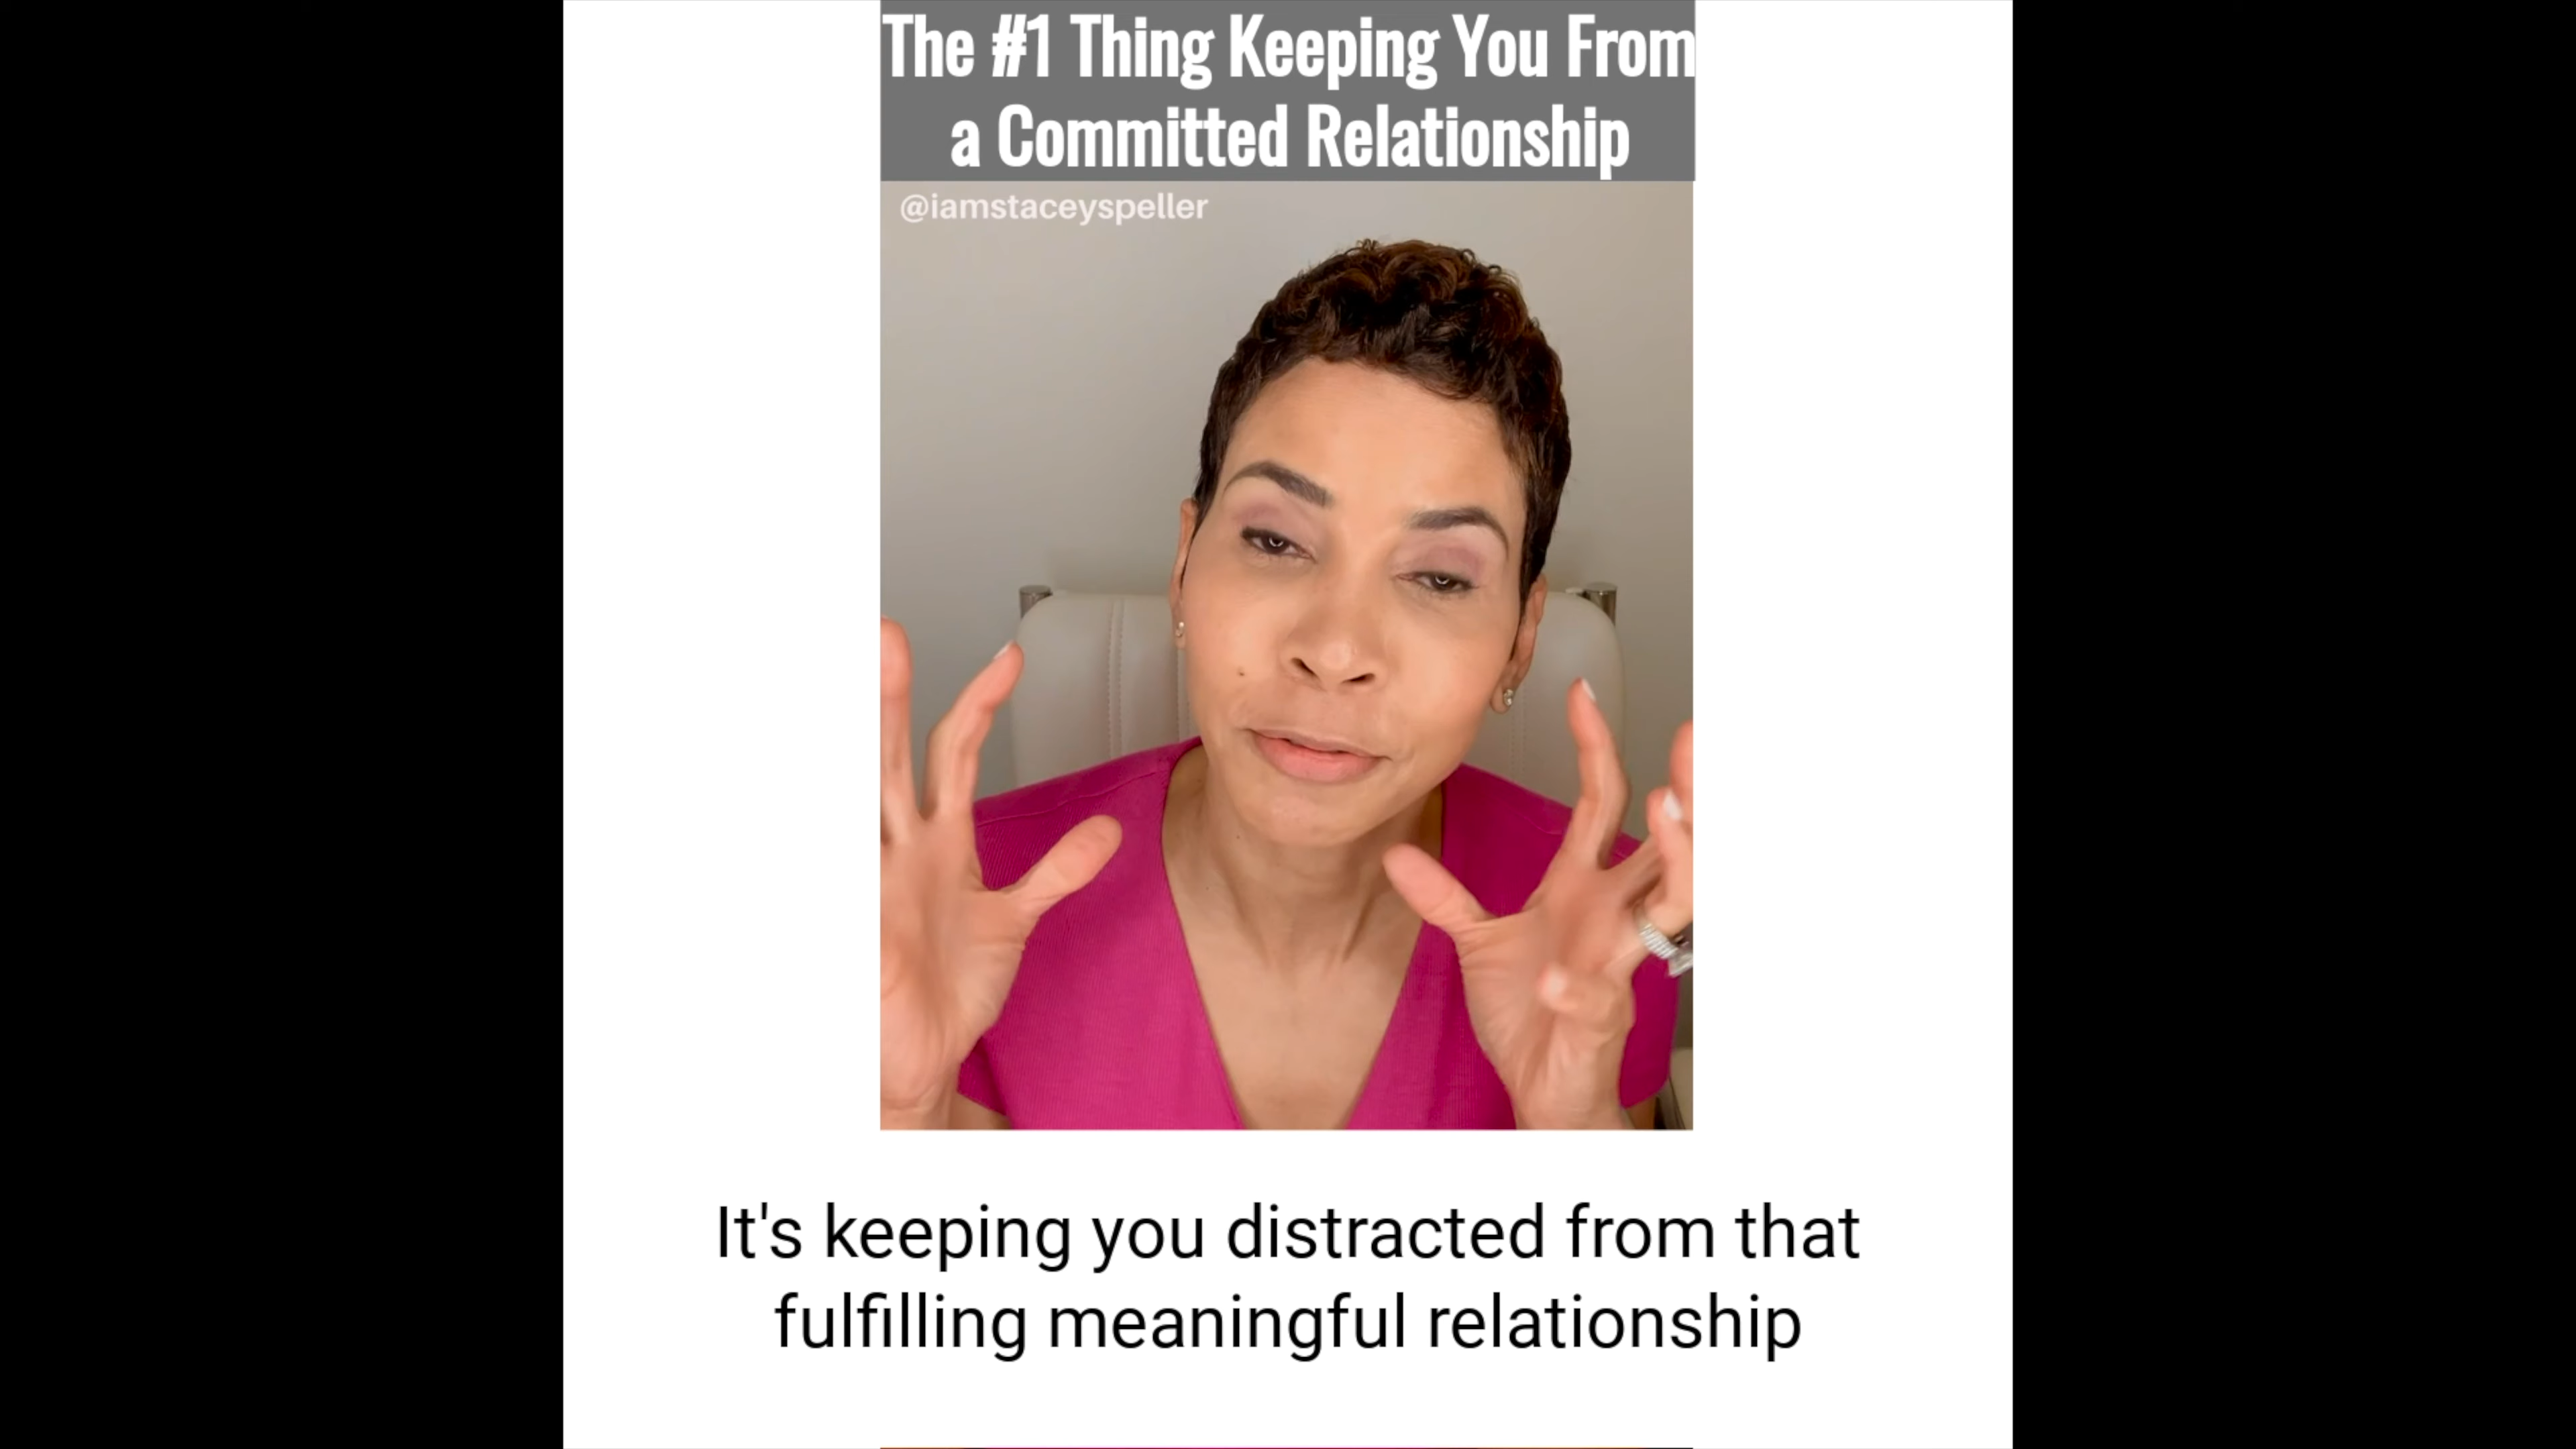 The #1 Thing Keeping You From
a Committed Relationship
@iamstaceyspeller
It's keeping you distracted from that
fulfilling meaningful relationship